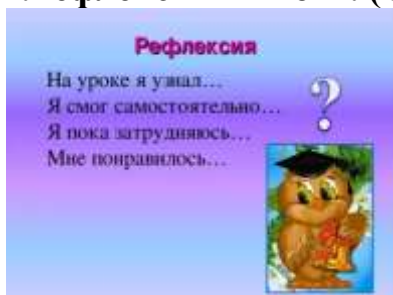 Рефлексия
На уроке я узнал…
Я смог самостоятельно…
Я пока затрудняюсь…
Мне понравилось…
?